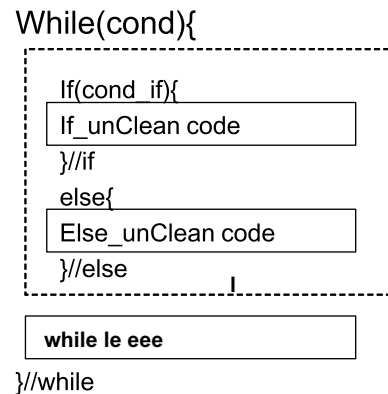 While(cond){
If(cond_if){
If_unClean code
}//if
else{
Else_unClean code
}//else
I
while le eee
}//while